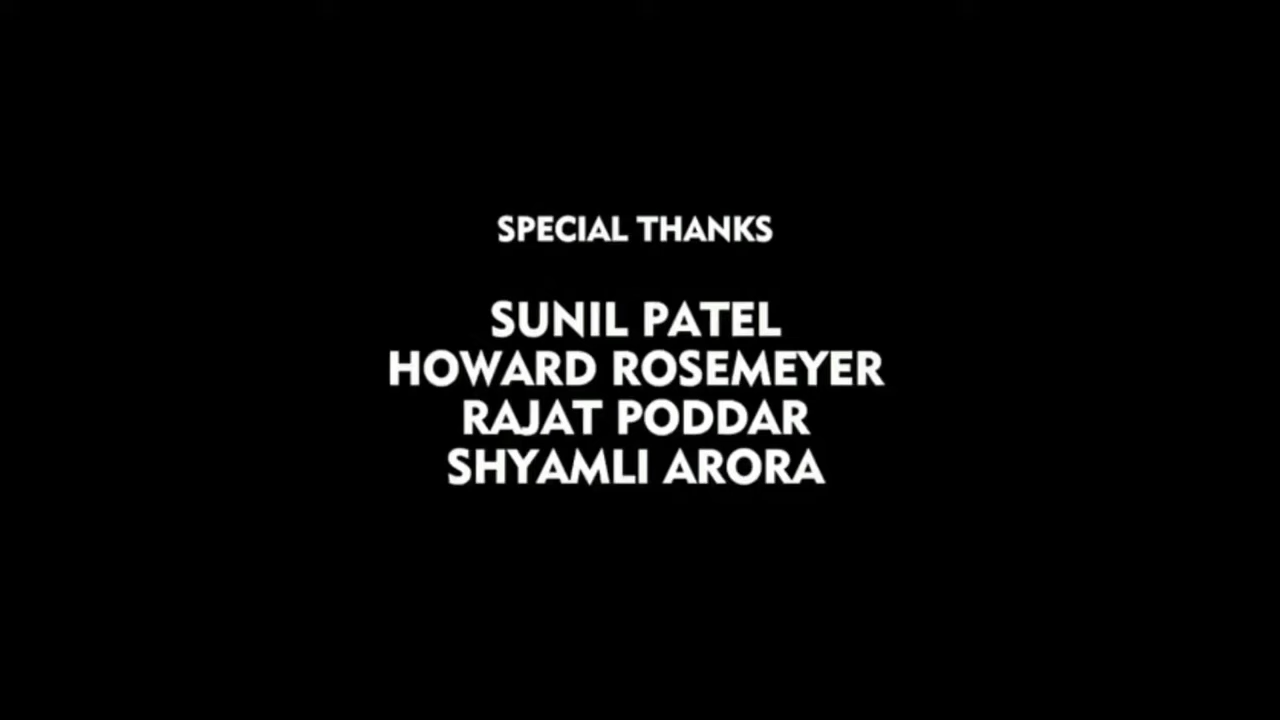 SPECIAL THANKS
SUNIL PATEL
HOWARD ROSEMEYER
RAJAT PODDAR
SHYAMLI ARORA